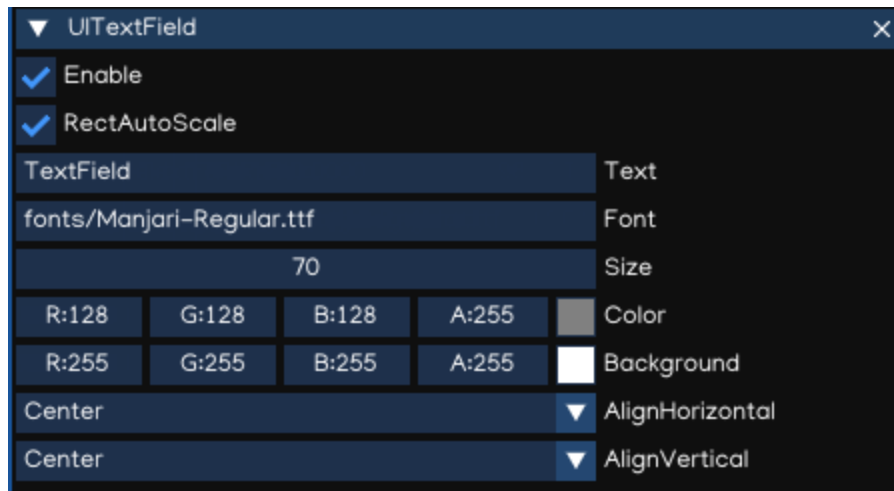 UITextField
Enable
RectAutoScale
TextField Text
fonts/Manjari-Regular.ttf Font
70 Size
R:128 G:128 B:128 A:255 Color
R:255 G:255 B:255 A:255 Background
Center AlignHorizontal
Center AlignVertical